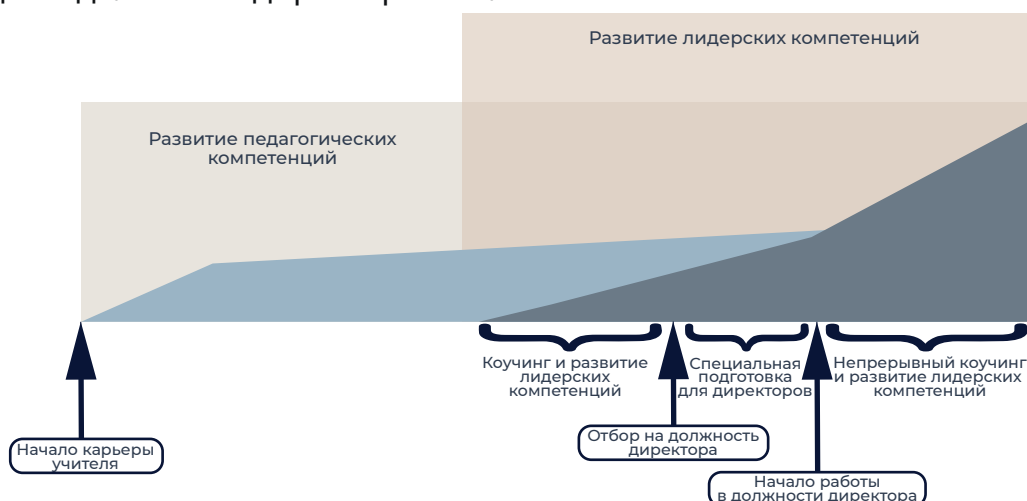 Развитие лидерских компетенций
Развитие педагогических
компетенций
Коучинг и развитие
лидерских
компетенций
Специальная
подготовка
для директоров
Непрерывный коучинг
и развитие лидерских
компетенций
Начало карьеры
учителя
Отбор на должность
директора
Начало работы
в должности директора